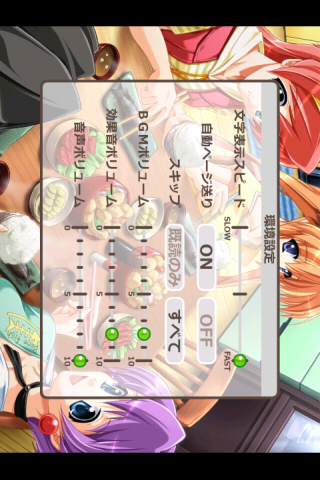 環境設定
文字表示スピード SLOW FAST
自動ページ送り ON OFF
スキップ 既読のみ すべて
BGMボリューム 0 5 10
効果音ボリューム 0 5 10
音声ボリューム 0 5 10